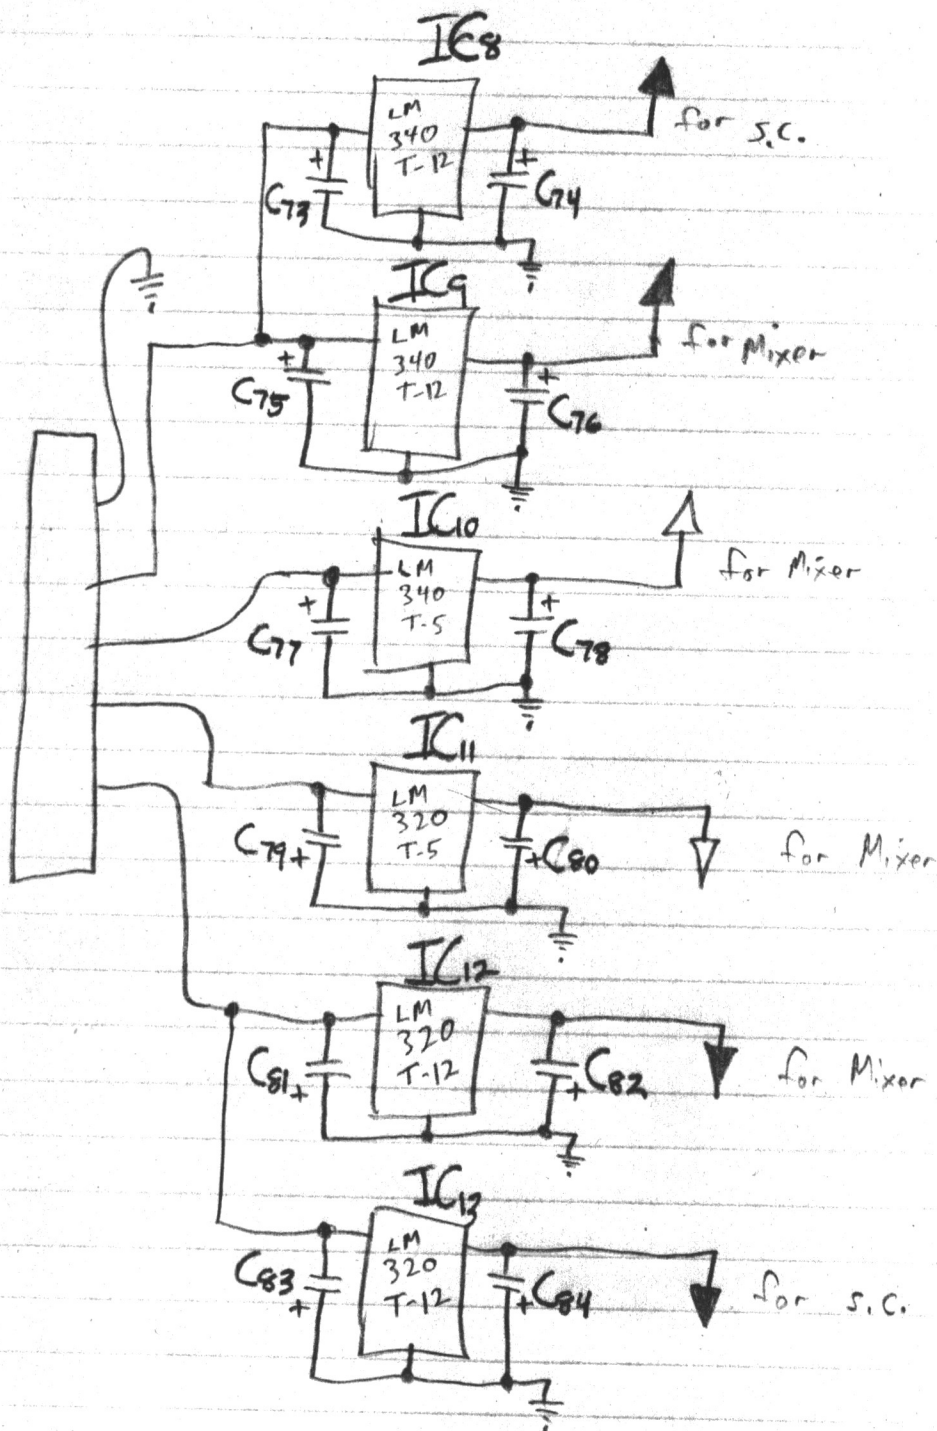 IC8
LM
340
T-12
+
C73
+
C74
for s.c.
IC9
LM
340
T-12
+
C75
+
C76
for Mixer
IC10
LM
340
T-5
+
C77
+
C78
for Mixer
IC11
LM
320
T-5
C79+
+C80
for Mixer
IC12
LM
320
T-12
C81+
+C82
for Mixer
IC13
LM
320
T-12
C83
+
+C84
for s.c.